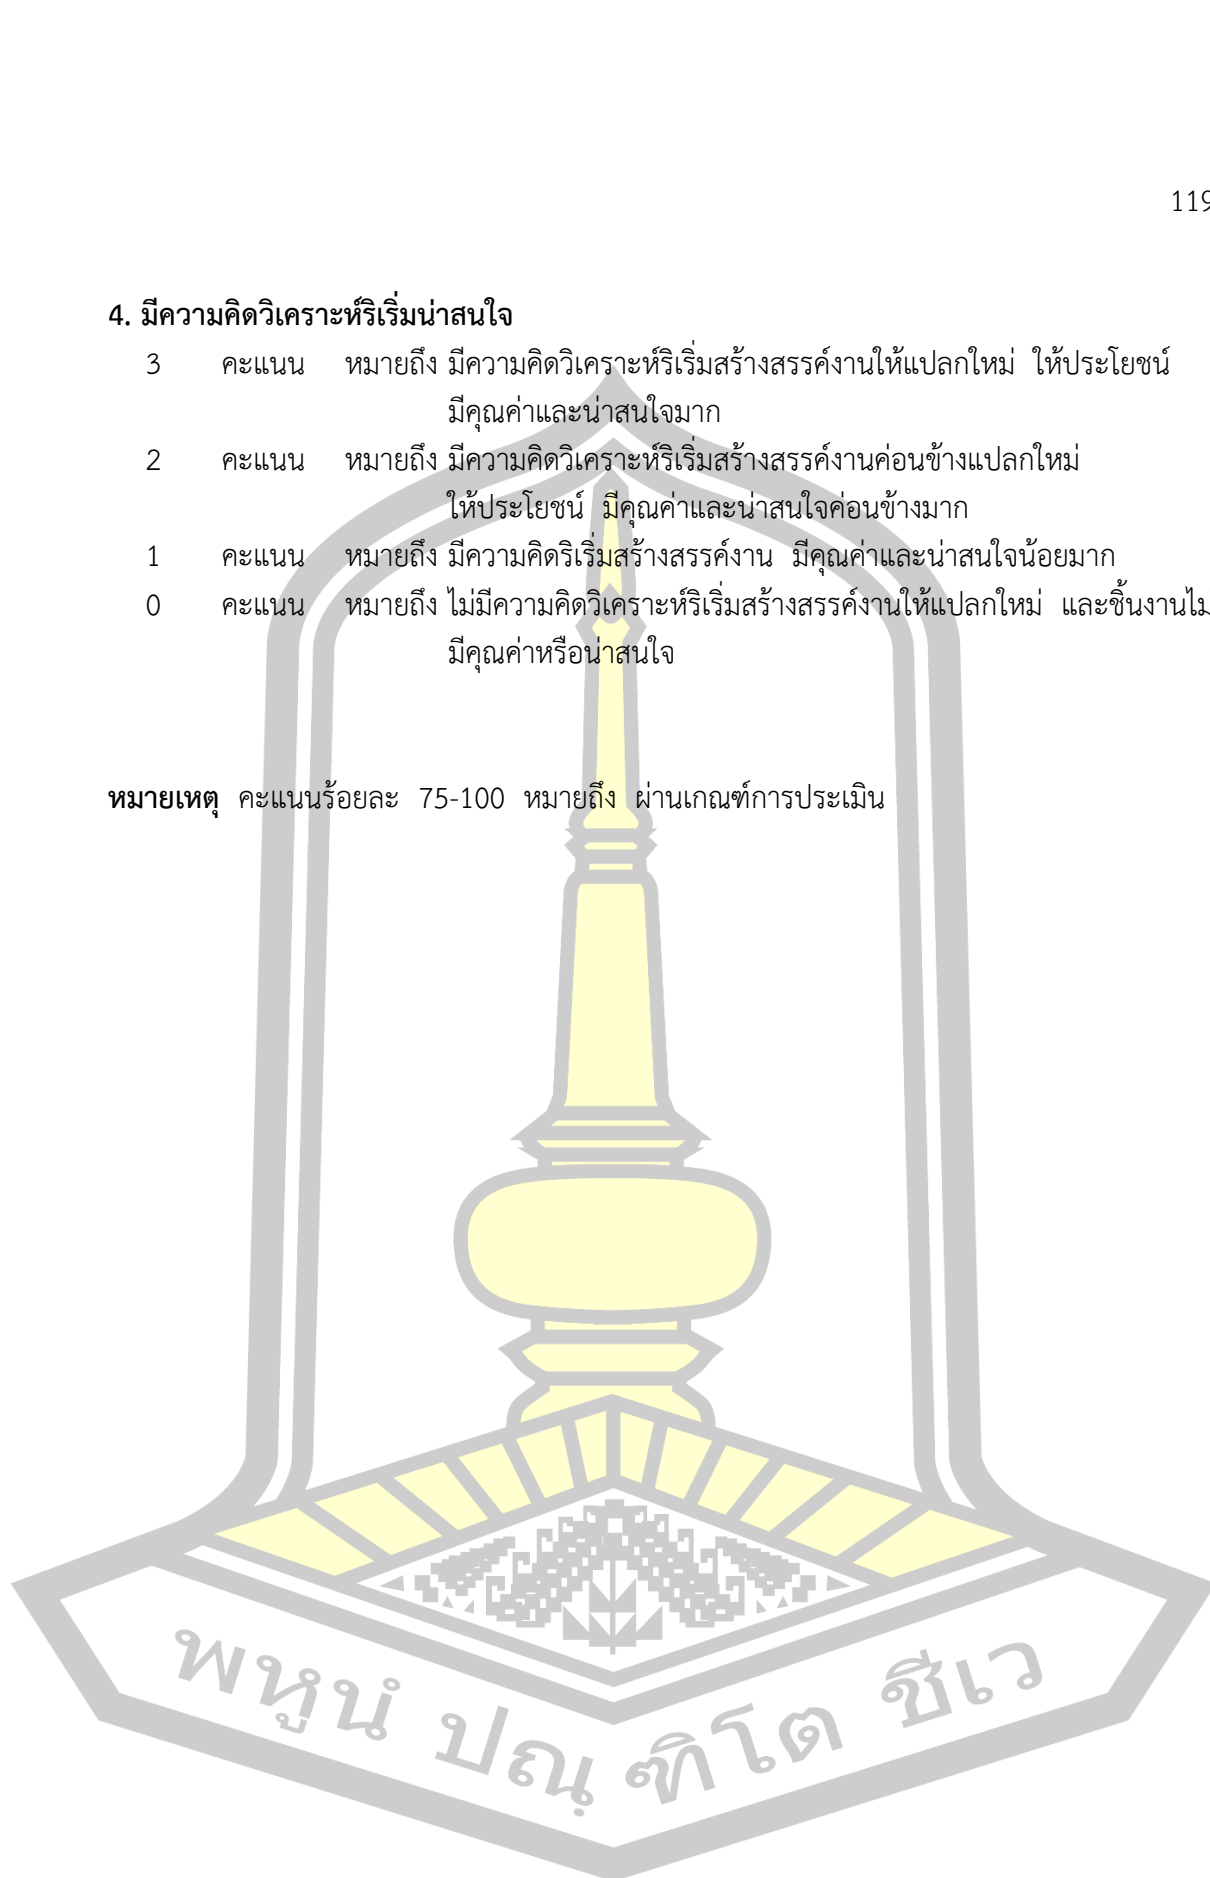 119
4. มีความคิดวิเคราะห์ริเริ่มน่าสนใจ
3 คะแนน หมายถึง มีความคิดวิเคราะห์ริเริ่มสร้างสรรค์งานให้แปลกใหม่ ให้ประโยชน์
มีคุณค่าและน่าสนใจมาก
2 คะแนน หมายถึง มีความคิดวิเคราะห์ริเริ่มสร้างสรรค์งานค่อนข้างแปลกใหม่
ให้ประโยชน์ มีคุณค่าและน่าสนใจค่อนข้างมาก
1 คะแนน หมายถึง มีความคิดริเริ่มสร้างสรรค์งาน มีคุณค่าและน่าสนใจน้อยมาก
0 คะแนน หมายถึง ไม่มีความคิดวิเคราะห์ริเริ่มสร้างสรรค์งานให้แปลกใหม่ และชิ้นงานไม่
มีคุณค่าหรือน่าสนใจ
หมายเหตุ คะแนนร้อยละ 75-100 หมายถึง ผ่านเกณฑ์การประเมิน
พหูนํ ปณฺฑิโต ชีเว